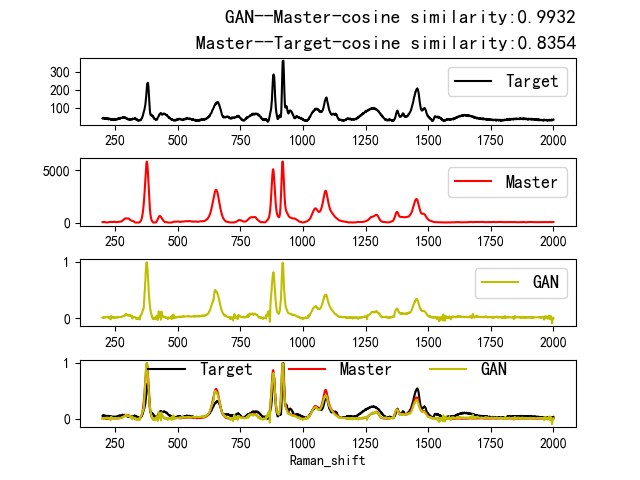 GAN--Master-cosine similarity:0.9932
Master--Target-cosine similarity:0.8354
300
200
100
Target
250 500 750 1000 1250 1500 1750 2000
5000
0
Master
250 500 750 1000 1250 1500 1750 2000
1
0
GAN
250 500 750 1000 1250 1500 1750 2000
1
0
Target Master GAN
250 500 750 1000 1250 1500 1750 2000
Raman_shift